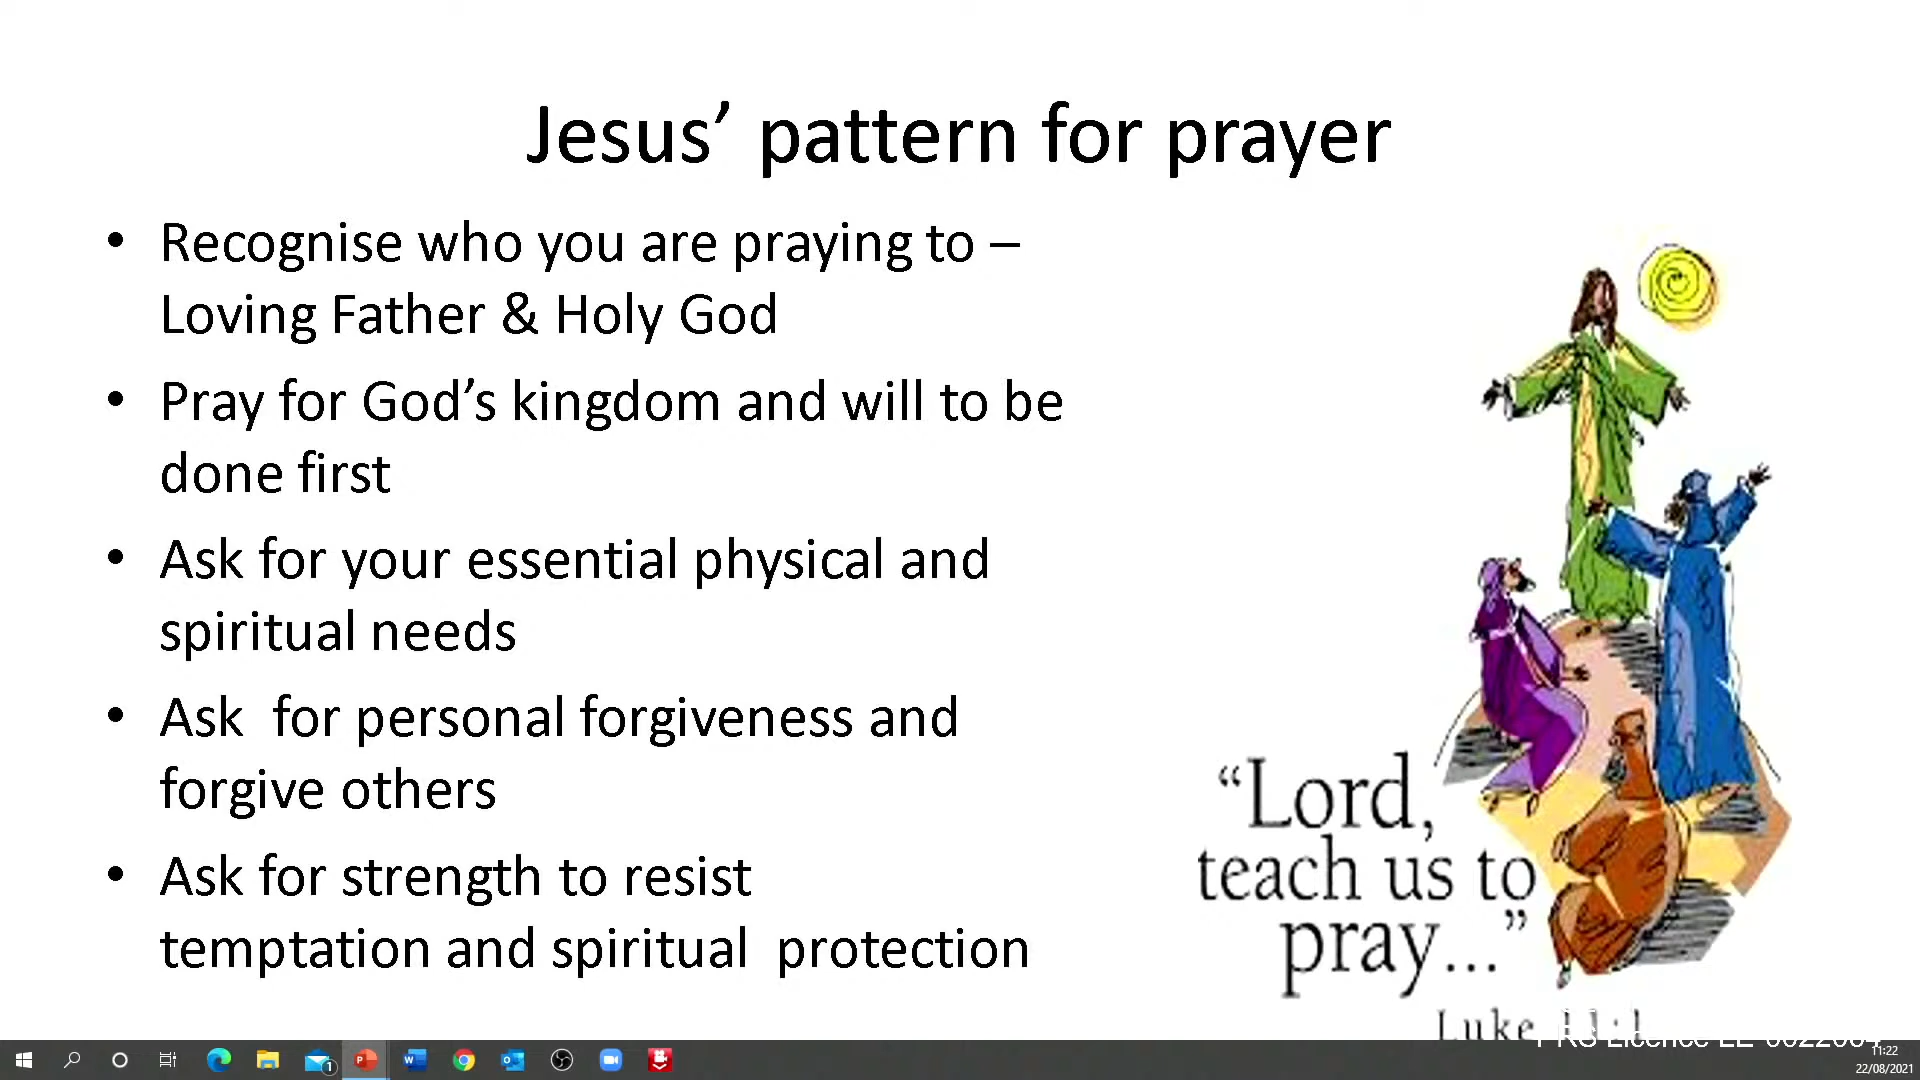 Jesus’ pattern for prayer
• Recognise who you are praying to –
Loving Father & Holy God
• Pray for God’s kingdom and will to be
done first
• Ask for your essential physical and
spiritual needs
• Ask  for personal forgiveness and
forgive others
• Ask for strength to resist
temptation and spiritual  protection
“Lord,
teach us to
pray...”
Luke
Licence LE
11:22
22/08/2021